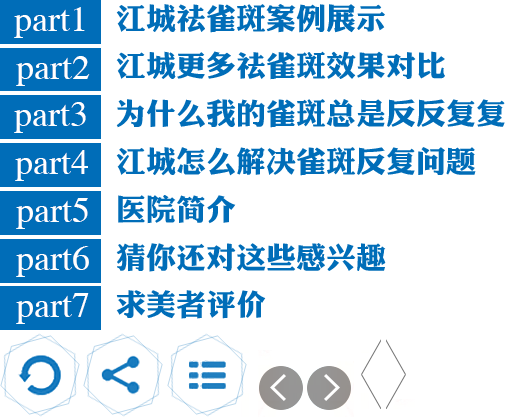 part1 江城祛雀斑案例展示
part2 江城更多祛雀斑效果对比
part3 为什么我的雀斑总是反反复复
part4 江城怎么解决雀斑反复问题
part5 医院简介
part6 猜你还对这些感兴趣
part7 求美者评价